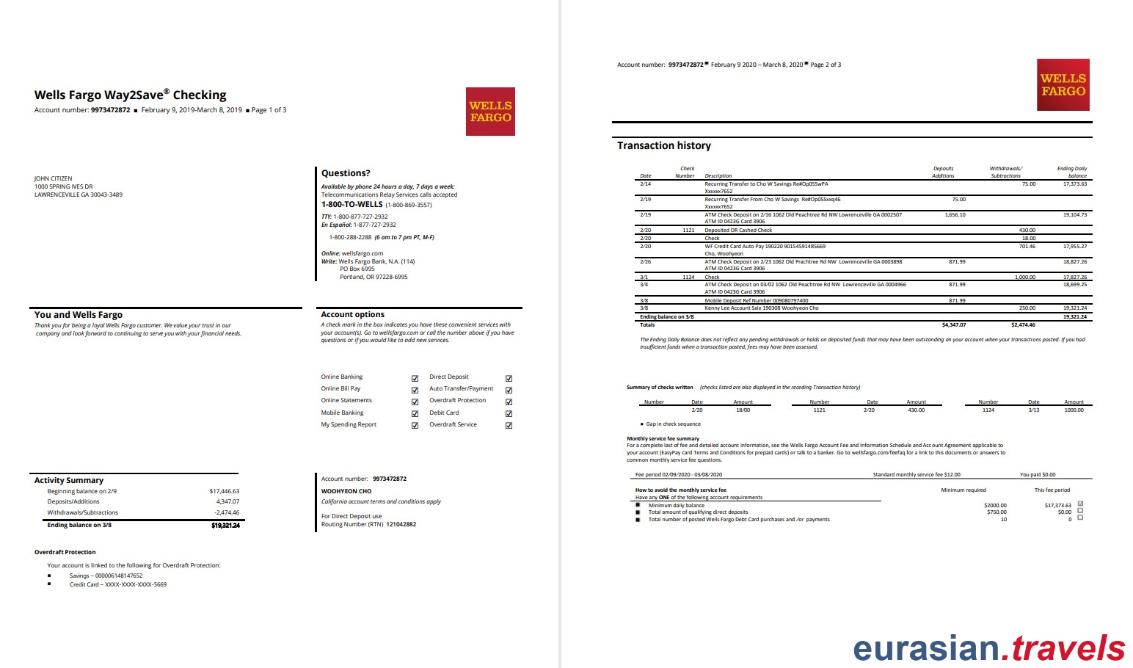 Wells Fargo Way2Save® Checking
Account number: 9973472872 ■ February 9, 2019-March 8, 2019 ■ Page 1 of 3
WELLS
FARGO
JOHN CITIZEN
1000 SPRING IVES DR
LAWRENCEVILLE GA 30043-3489
Questions?
Available by phone 24 hours a day, 7 days a week:
Telecommunications Relay Services calls accepted
1-800-TO-WELLS (1-800-869-3557)
TTY: 1-800-877-727-2932
En Español: 1-877-727-2932
1-800-288-2288 (6 am to 7 pm PT, M-F)
Online: wellsfargo.com
Write: Wells Fargo Bank, N.A. (114)
PO Box 6995
Portland, OR 97228-6995
You and Wells Fargo
Thank you for being a loyal Wells Fargo customer. We value your trust in our
company and look forward to continuing to serve you with your financial needs.
Account options
A check mark in the box indicates you have these convenient services with
your account(s). Go to wellsfargo.com or call the number above if you have
questions or if you would like to add new services.
Online Banking ☑ Direct Deposit ☑
Online Bill Pay ☑ Auto Transfer/Payment ☑
Online Statements ☑ Overdraft Protection ☑
Mobile Banking ☑ Debit Card ☑
My Spending Report ☑ Overdraft Service ☑
Activity Summary
Beginning balance on 2/9 $17,446.63
Deposits/Additions 4,347.07
Withdrawals/Subtractions -2,474.46
Ending balance on 3/8 $19,321.24
Account number: 9973472872
WOOHYEON CHO
California account terms and conditions apply
For Direct Deposit use
Routing Number (RTN) 121042882
Overdraft Protection
Your account is linked to the following for Overdraft Protection:
■ Savings – 000006148147652
■ Credit Card – XXXX-XXXX-XXXX-5669
Account number: 9973472872 ■ February 9 2020 – March 8, 2020 ■ Page 2 of 3
WELLS
FARGO
Transaction history
Date Check Number Description Deposits Additions Withdrawals/ Subtractions Ending Daily balance
2/14 Recurring Transfer to Cho W Savings Re#Op055wPA 75.00 17,373.63
Xxxxxx7652
2/19 Recurring Transfer From Cho W Savings Re#Op055xxq46 75.00
Xxxxxx7652
2/19 ATM Check Deposit on 2/16 1062 Old Peachtree Rd NW Lowrenceville GA 0002507 1,656.10 19,104.73
ATM ID 0423G Card 3906
2/20 1121 Deposited OR Cashed Check 430.00
2/20 Check 18.00
2/20 WF Credit Card Auto Pay 190220 90154591485669 701.46 17,955.27
Cho, Woohyeon
2/26 ATM Check Deposit on 2/23 1062 Old Peachtree Rd NW Lowrenceville GA 0003898 871.99 18,827.26
ATM ID 0423G Card 3906
3/1 1124 Check 1,000.00 17,827.26
3/4 ATM Check Deposit on 03/02 1062 Old Peachtree Rd NW Lowrenceville GA 0004966 871.99 18,699.25
ATM ID 0423G Card 3906
3/8 Mobile Deposit Ref Number 009080797400 871.99
3/8 Kenny Lee Account Sale 190308 Woohyeon Cho 250.00 19,321.24
Ending balance on 3/8 19,321.24
Totals $4,347.07 $2,474.46
The Ending Daily Balance does not reflect any pending withdrawals or holds on deposited funds that may have been outstanding on your account when your transactions posted. If you had
insufficient funds when a transaction posted, fees may have been assessed.
Summary of checks written (checks listed are also displayed in the receding Transaction history)
Number Date Amount Number Date Amount Number Date Amount
2/20 18/00 1121 2/20 430.00 1124 3/13 1000.00
■ Gap in check sequence
Monthly service fee summary
For a complete last of fee and detailed account information, see the Wells Fargo Account Fee and Information Schedule and Account Agreement applicable to
your account (EasyPay card Terms and Conditions for prepaid cards) or talk to a banker. Go to wellsfargo.com/feefaq for a link to this documents or answers to
common monthly service fee questions.
Fee period 02/09/2020 - 03/08/2020 Standard monthly service fee $12.00 You paid $0.00
How to avoid the monthly service fee Minimum required This fee period
Have any ONE of the following account requirements
■ Minimum daily balance $2000.00 $17,373.63 ☑
■ Total amount of qualifying direct deposits $750.00 $0.00 ☐
■ Total number of posted Wells Fargo Debit Card purchases and /or payments 10 0 ☐
eurasian.travels